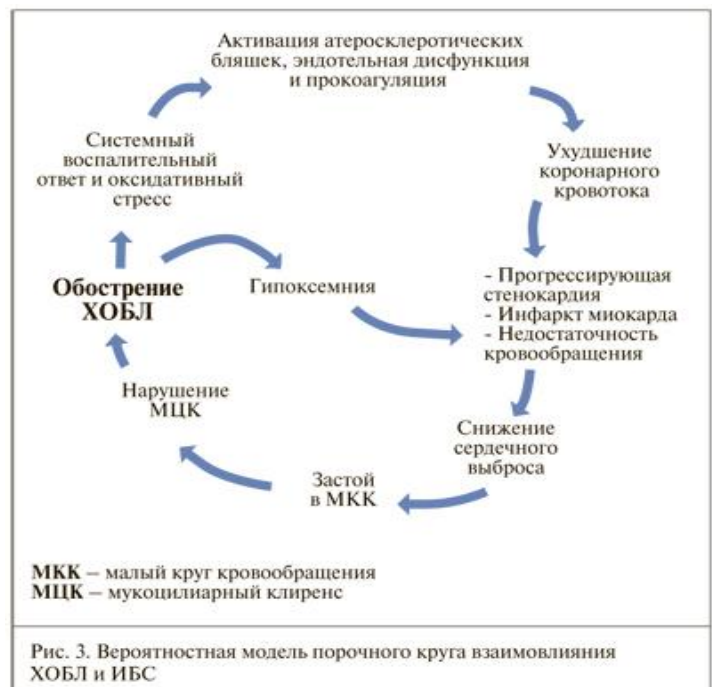 Активация атеросклеротических
бляшек, эндотельная дисфункция
и прокоагуляция
Системный
воспалительный
ответ и оксидативный
стресс
Ухудшение
коронарного
кровотока
Обострение
ХОБЛ
Гипоксемния
- Прогрессирующая
стенокардия
- Инфаркт миокарда
- Недостаточность
кровообращения
Нарушение
МЦК
Снижение
сердечного
выброса
Застой
в МКК
МКК – малый круг кровообращения
МЦК – мукоцилиарный клиренс
Рис. 3. Вероятностная модель порочного круга взаимовлияния
ХОБЛ и ИБС